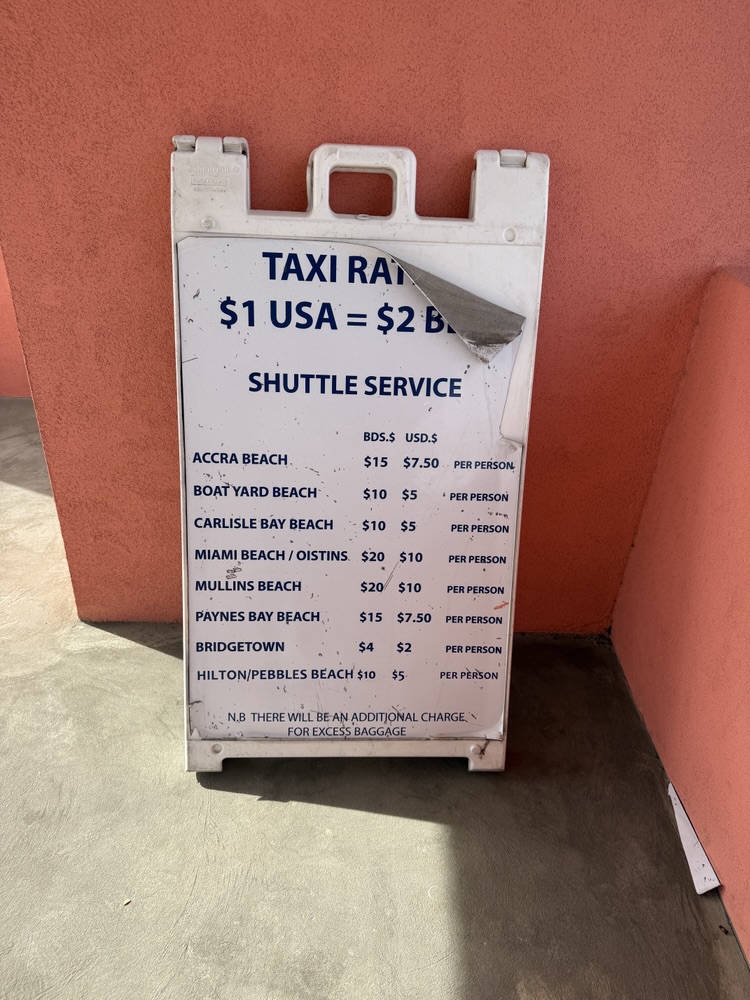 TAXI RAT
$1 USA = $2 B
SHUTTLE SERVICE
BDS.$ USD.$
ACCRA BEACH $15 $7.50 PER PERSON
BOAT YARD BEACH $10 $5 PER PERSON
CARLISLE BAY BEACH $10 $5 PER PERSON
MIAMI BEACH / OISTINS $20 $10 PER PERSON
MULLINS BEACH $20 $10 PER PERSON
PAYNES BAY BEACH $15 $7.50 PER PERSON
BRIDGETOWN $4 $2 PER PERSON
HILTON/PEBBLES BEACH $10 $5 PER PERSON
N.B THERE WILL BE AN ADDITIONAL CHARGE
FOR EXCESS BAGGAGE